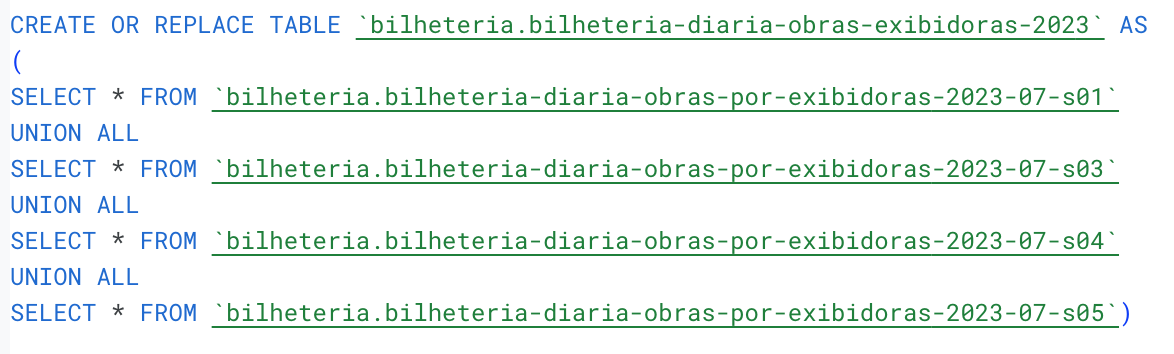 CREATE OR REPLACE TABLE `bilheteria.bilheteria-diaria-obras-exibidoras-2023` AS
(
SELECT * FROM `bilheteria.bilheteria-diaria-obras-por-exibidoras-2023-07-s01`
UNION ALL
SELECT * FROM `bilheteria.bilheteria-diaria-obras-por-exibidoras-2023-07-s03`
UNION ALL
SELECT * FROM `bilheteria.bilheteria-diaria-obras-por-exibidoras-2023-07-s04`
UNION ALL
SELECT * FROM `bilheteria.bilheteria-diaria-obras-por-exibidoras-2023-07-s05`)